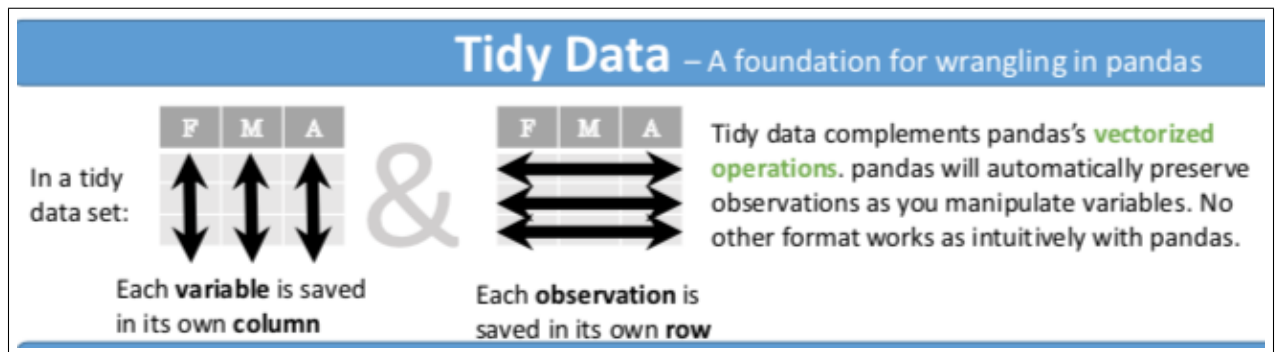 Tidy Data – A foundation for wrangling in pandas
F M A
F M A
In a tidy
data set:
&
Each variable is saved
in its own column
Each observation is
saved in its own row
Tidy data complements pandas’s vectorized
operations. pandas will automatically preserve
observations as you manipulate variables. No
other format works as intuitively with pandas.